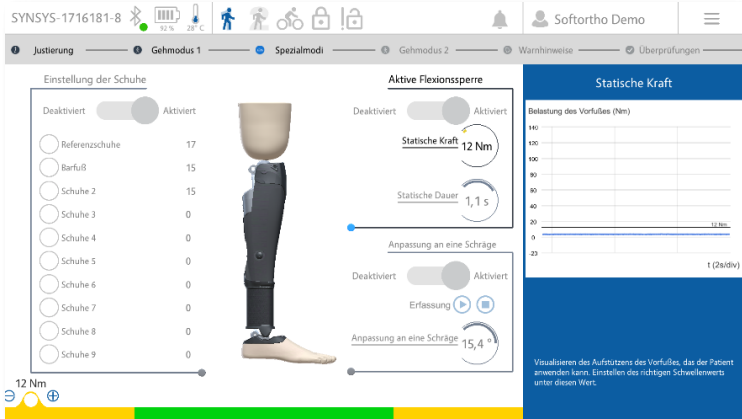 SYNSYS-1716181-8
92 %
28° C
Softortho Demo
Justierung
Gehmodus 1
Spezialmodi
Gehmodus 2
Warnhinweise
Überprüfungen
Einstellung der Schuhe
Deaktiviert
Aktiviert
Referenzschuhe 17
Barfuß 15
Schuhe 2 15
Schuhe 3 0
Schuhe 4 0
Schuhe 5 0
Schuhe 6 0
Schuhe 7 0
Schuhe 8 0
Schuhe 9 0
12 Nm
Aktive Flexionssperre
Deaktiviert
Aktiviert
Statische Kraft
12 Nm
Statische Dauer
1,1 s
Anpassung an eine Schräge
Deaktiviert
Aktiviert
Erfassung
Anpassung an eine Schräge
15,4 °
Statische Kraft
Belastung des Vorfußes (Nm)
140
120
100
80
60
40
20
12 Nm
0
-23
t (2s/div)
Visualisieren des Aufstützens des Vorfußes, das der Patient
anwenden kann. Einstellen des richtigen Schwellenwerts
unter diesen Wert.